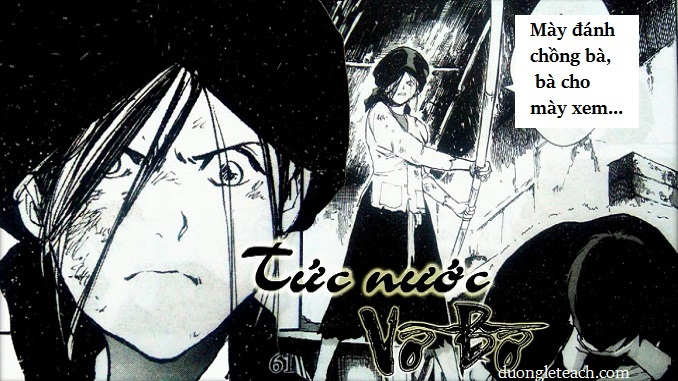 Mày đánh
chồng bà,
bà cho
mày xem...
Tức nước
Vỡ Bờ
61
duongleteach.com